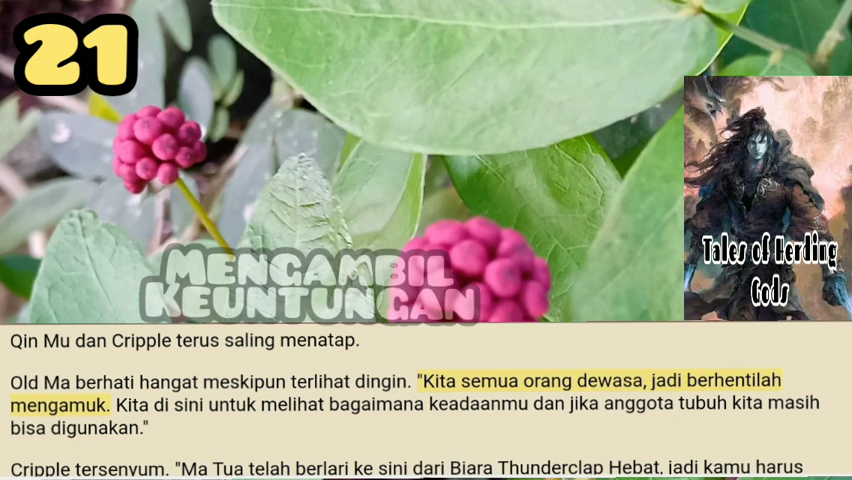 21
Tales of Herding
Gods
MENGAMBIL
KEUNTUNGAN
Qin Mu dan Cripple terus saling menatap.
Old Ma berhati hangat meskipun terlihat dingin. "Kita semua orang dewasa, jadi berhentilah
mengamuk. Kita di sini untuk melihat bagaimana keadaanmu dan jika anggota tubuh kita masih
bisa digunakan."
Cripple tersenyum. "Ma Tua telah berlari ke sini dari Biara Thunderclap Hebat, jadi kamu harus